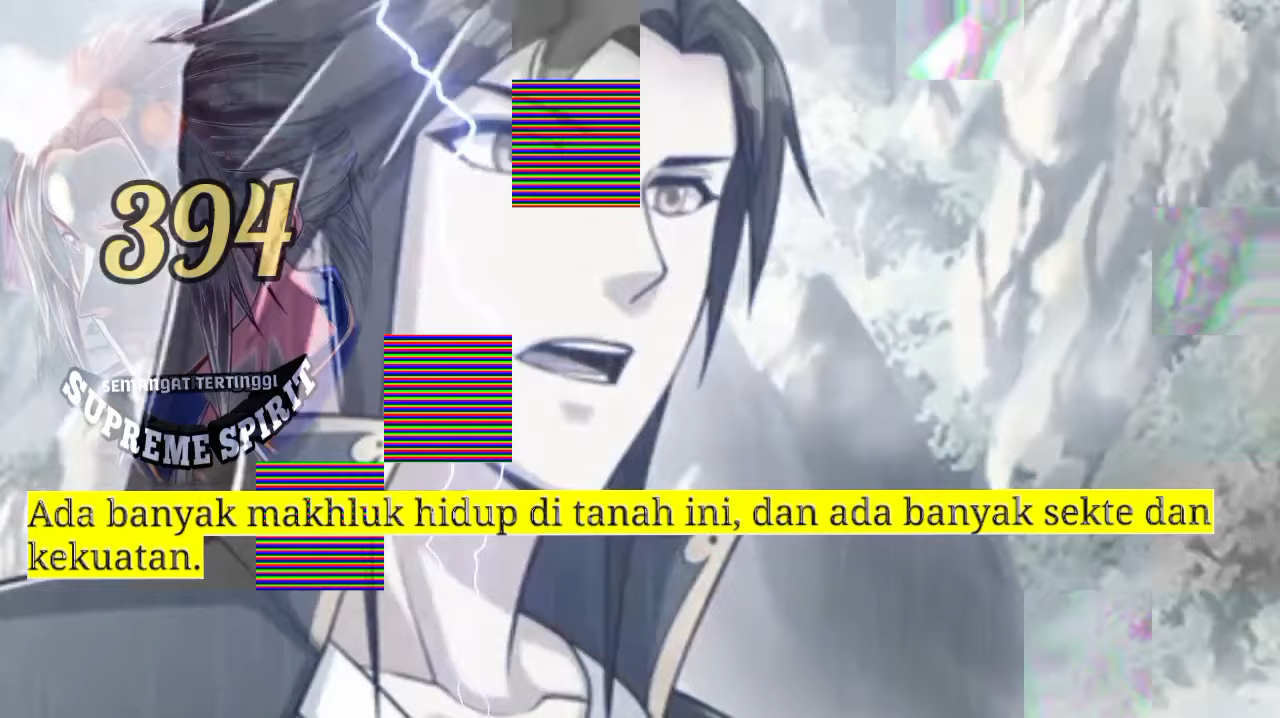 394
SEMANGAT TERTINGGI
SUPREME SPIRIT
Ada banyak makhluk hidup di tanah ini, dan ada banyak sekte dan
kekuatan.